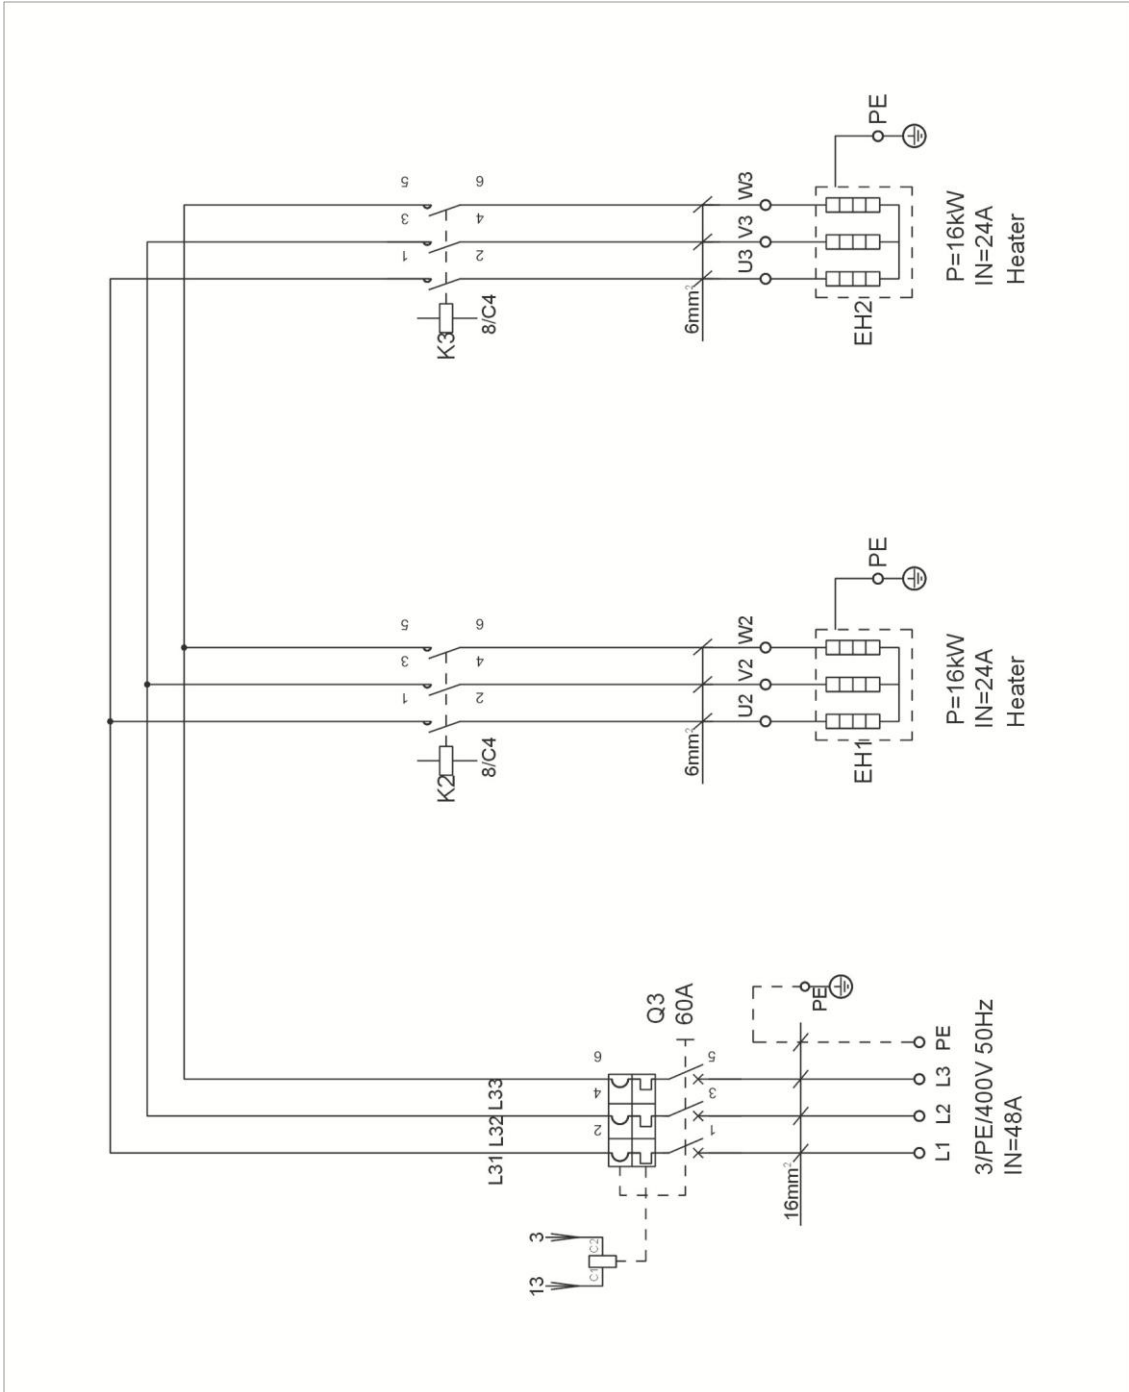 PE
5
6
3
4
1
2
W3
V3
U3
6mm²
K3
8/C4
EH2
P=16kW
IN=24A
Heater
PE
5
6
3
4
1
2
W2
V2
U2
6mm²
K2
8/C4
EH1
P=16kW
IN=24A
Heater
Q3
60A
PE
6
5
4
3
2
1
L31 L32 L33
16mm²
L1 L2 L3 PE
3/PE/400V 50Hz
IN=48A
3
13
C2
C1